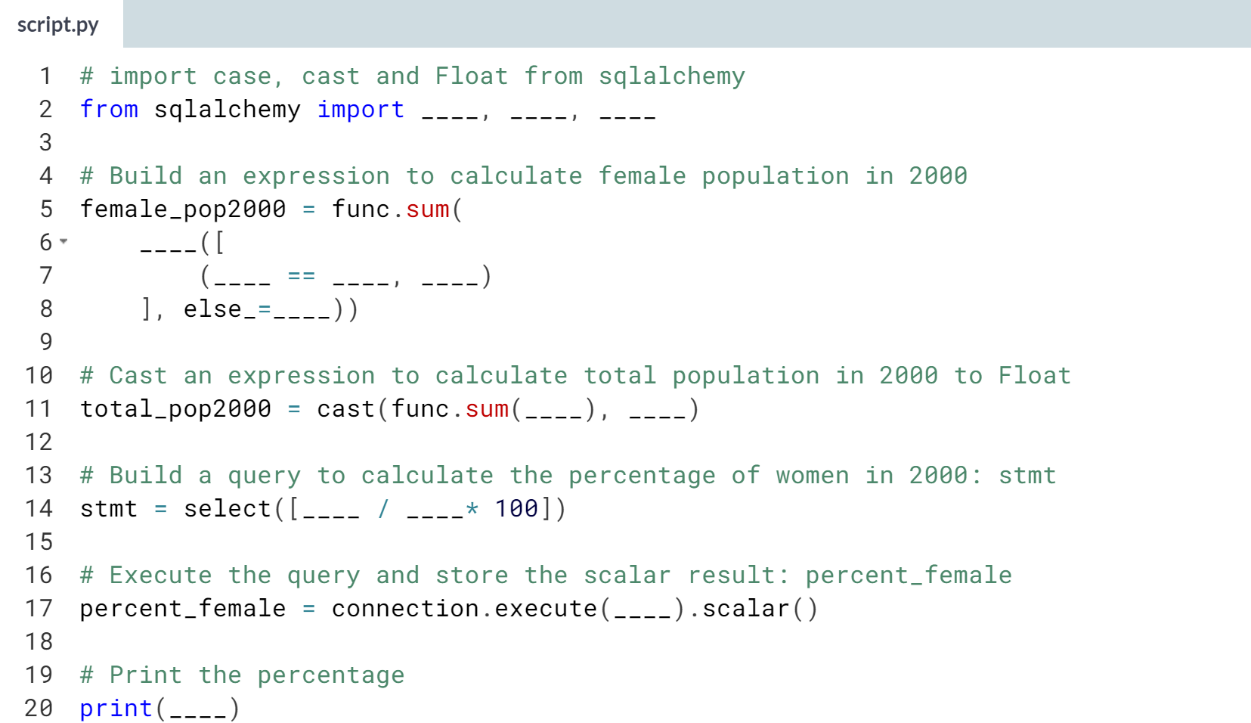 script.py
1 # import case, cast and Float from sqlalchemy
2 from sqlalchemy import ____, ____, ____
3
4 # Build an expression to calculate female population in 2000
5 female_pop2000 = func.sum(
6     ____([
7         (____ == ____, ____)
8     ], else_=____))
9
10 # Cast an expression to calculate total population in 2000 to Float
11 total_pop2000 = cast(func.sum(____), ____)
12
13 # Build a query to calculate the percentage of women in 2000: stmt
14 stmt = select([____ / ____* 100])
15
16 # Execute the query and store the scalar result: percent_female
17 percent_female = connection.execute(____).scalar()
18
19 # Print the percentage
20 print(____)